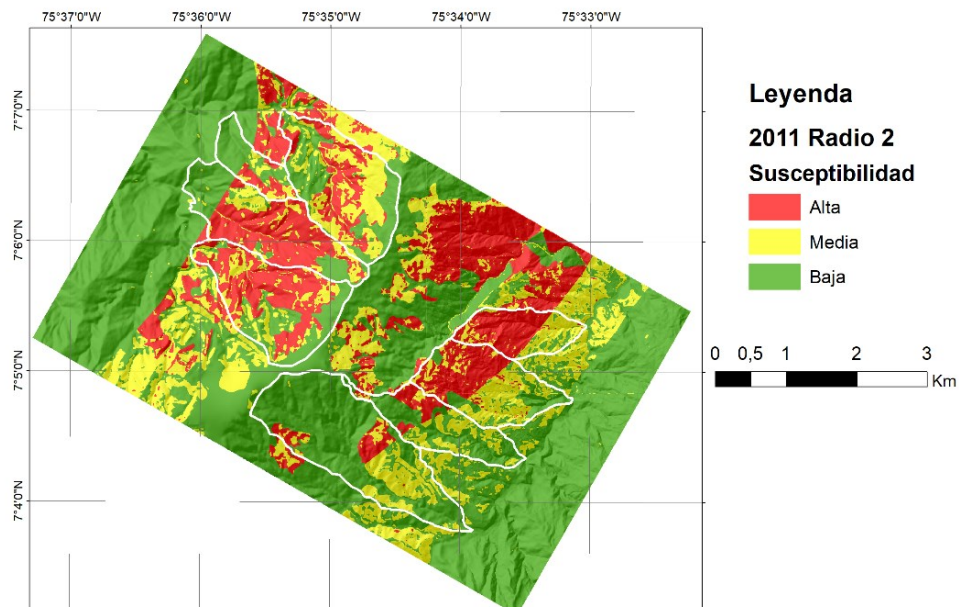 75°37'0"W 75°36'0"W 75°35'0"W 75°34'0"W 75°33'0"W
7°7'0"N
7°6'0"N
7°5'0"N
7°4'0"N
Leyenda
2011 Radio 2
Susceptibilidad
Alta
Media
Baja
0 0,5 1 2 3
Km